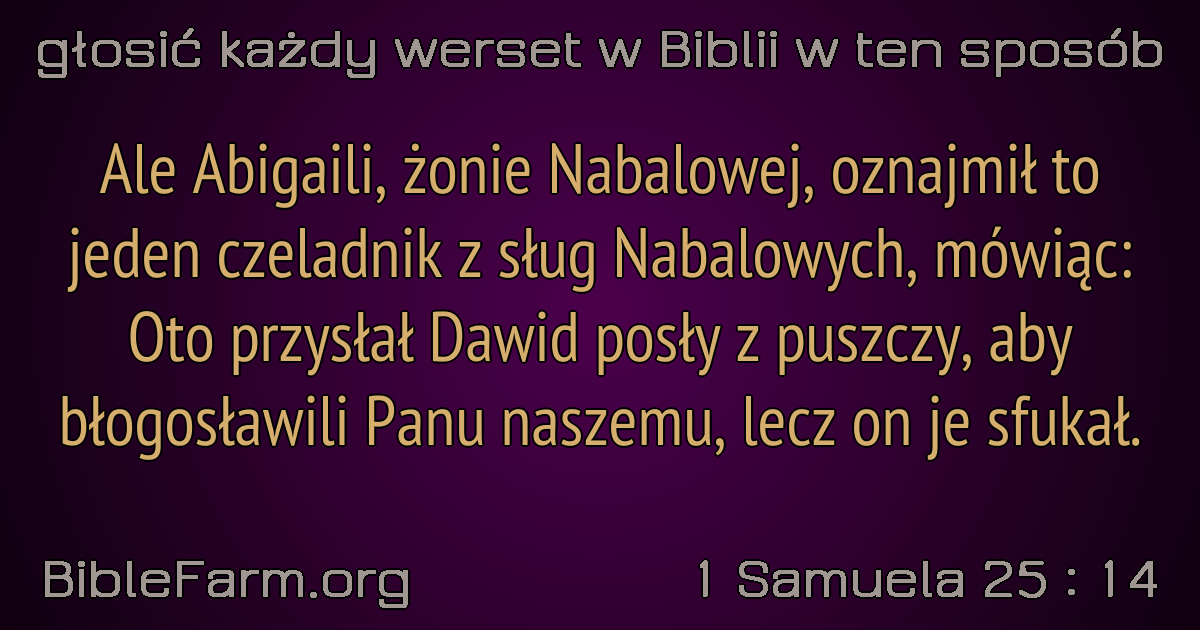 głosić każdy werset w Biblii w ten sposób
Ale Abigaili, żonie Nabalowej, oznajmił to
jeden czeladnik z sług Nabalowych, mówiąc:
Oto przysłał Dawid posły z puszczy, aby
błogosławili Panu naszemu, lecz on je sfukał.
BibleFarm.org
1 Samuela 25 : 14